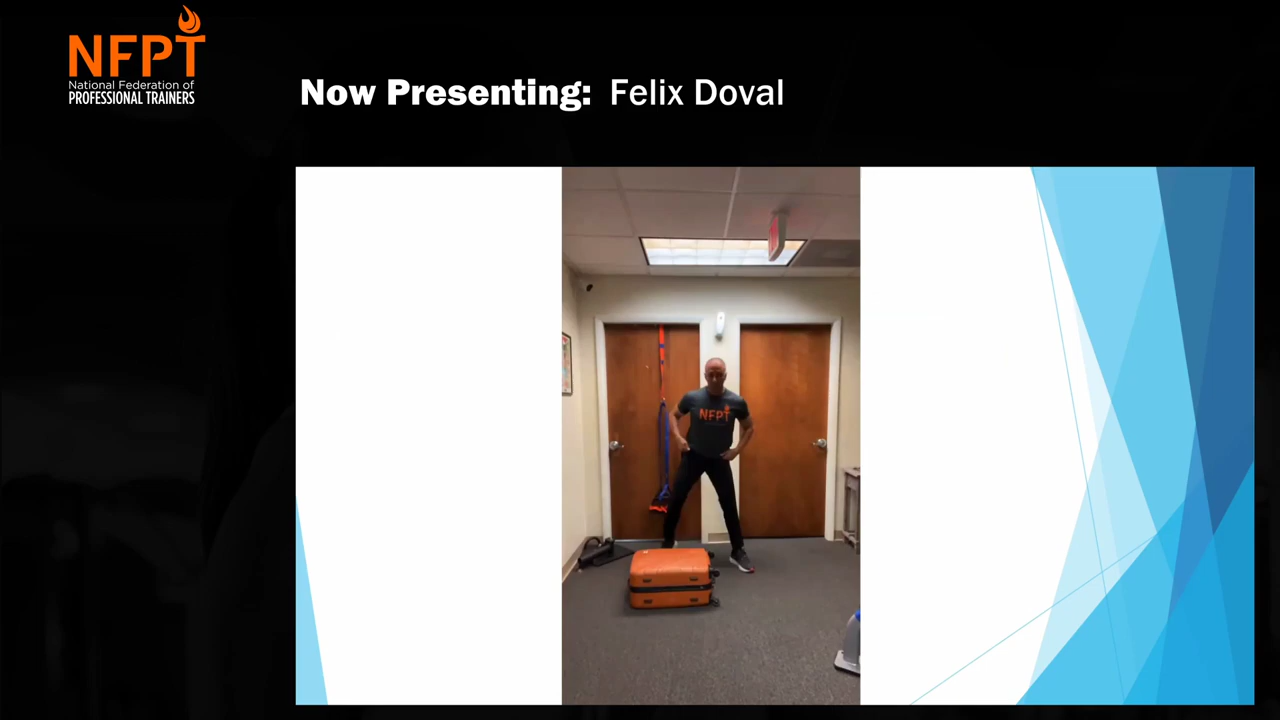 NFPT
National Federation of
PROFESSIONAL TRAINERS
Now Presenting: Felix Doval
NFPT